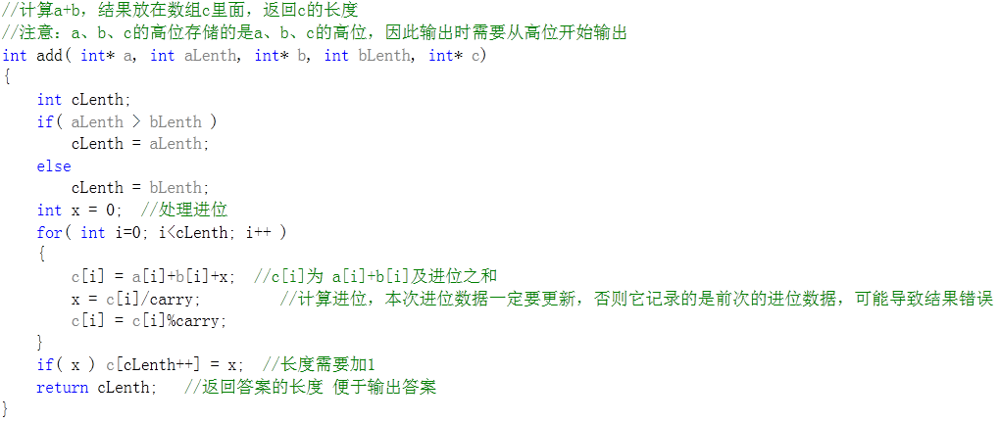 //计算a+b，结果放在数组c里面，返回c的长度
//注意：a、b、c的高位存储的是a、b、c的高位，因此输出时需要从高位开始输出
int add( int* a, int aLenth, int* b, int bLenth, int* c)
{
    int cLenth;
    if( aLenth > bLenth )
        cLenth = aLenth;
    else
        cLenth = bLenth;
    int x = 0;  //处理进位
    for( int i=0; i<cLenth; i++ )
    {
        c[i] = a[i]+b[i]+x;  //c[i]为 a[i]+b[i]及进位之和
        x = c[i]/carry;         //计算进位，本次进位数据一定要更新，否则它记录的是前次的进位数据，可能导致结果错误
        c[i] = c[i]%carry;
    }
    if( x ) c[cLenth++] = x;  //长度需要加1
    return cLenth;   //返回答案的长度 便于输出答案
}